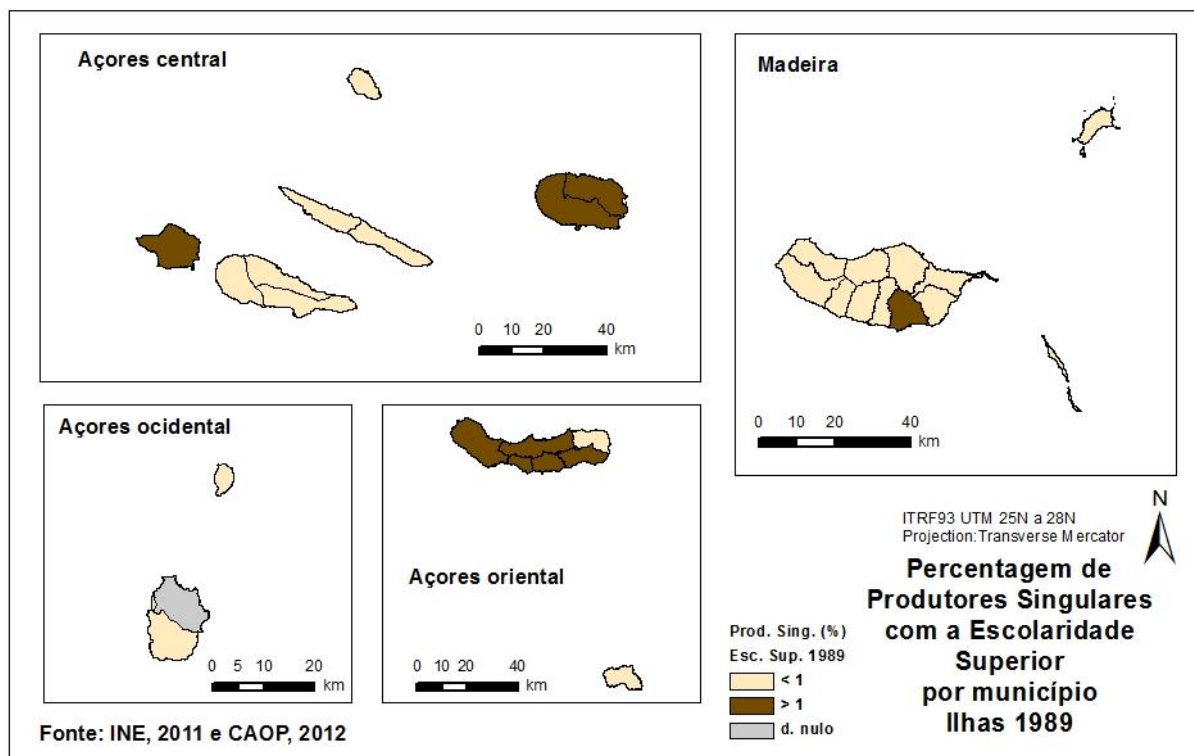 Açores central
0 10 20 40
km
Madeira
0 10 20 40
km
Açores ocidental
0 5 10 20
km
Açores oriental
0 10 20 40
km
N
ITRF93 UTM 25N a 28N
Projection:Transverse Mercator
Percentagem de
Produtores Singulares
com a Escolaridade
Superior
por município
Ilhas 1989
Prod. Sing. (%)
Esc. Sup. 1989
< 1
> 1
d. nulo
Fonte: INE, 2011 e CAOP, 2012